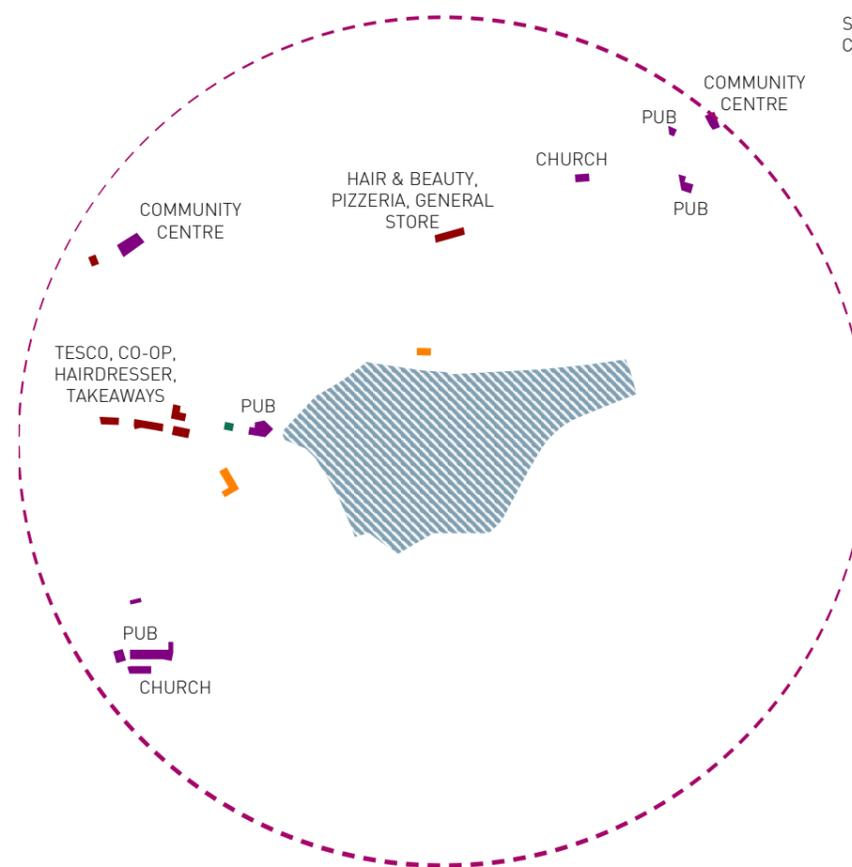 COMMUNITY
CENTRE
PUB
CHURCH
PUB
HAIR & BEAUTY,
PIZZERIA, GENERAL
STORE
COMMUNITY
CENTRE
TESCO, CO-OP,
HAIRDRESSER,
TAKEAWAYS
PUB
PUB
CHURCH